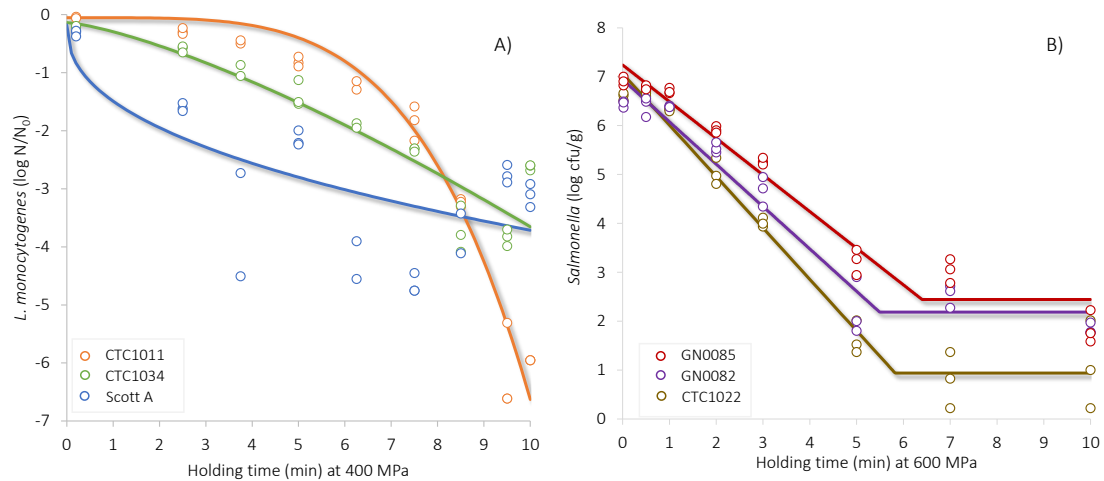 A)
L. monocytogenes (log N/N₀)
0
-1
-2
-3
-4
-5
-6
-7
CTC1011
CTC1034
Scott A
0 1 2 3 4 5 6 7 8 9 10
Holding time (min) at 400 MPa
B)
Salmonella (log cfu/g)
8
7
6
5
4
3
2
1
0
GN0085
GN0082
CTC1022
0 1 2 3 4 5 6 7 8 9 10
Holding time (min) at 600 MPa